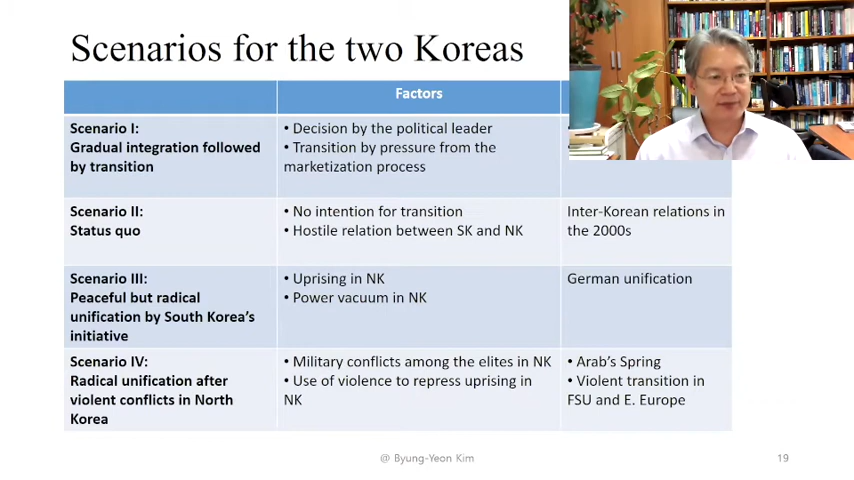 Scenarios for the two Koreas
Factors
Scenario I:
Gradual integration followed
by transition
• Decision by the political leader
• Transition by pressure from the
marketization process
Scenario II:
Status quo
• No intention for transition
• Hostile relation between SK and NK
Inter-Korean relations in
the 2000s
Scenario III:
Peaceful but radical
unification by South Korea’s
initiative
• Uprising in NK
• Power vacuum in NK
German unification
Scenario IV:
Radical unification after
violent conflicts in North
Korea
• Military conflicts among the elites in NK
• Use of violence to repress uprising in
NK
• Arab’s Spring
• Violent transition in
FSU and E. Europe
@ Byung-Yeon Kim
19